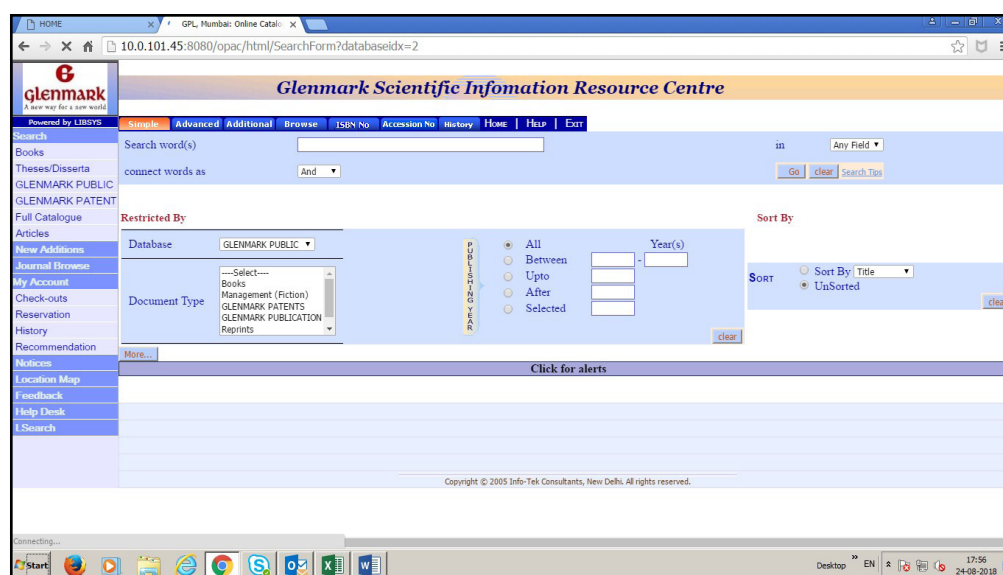 HOME
GPL, Mumbai: Online Catalo
10.0.101.45:8080/opac/html/SearchForm?databaseidx=2
Glenmark
A new way for a new world
Glenmark Scientific Infomation Resource Centre
Powered by LIBSYS
Simple Advanced Additional Browse ISBN No Accession No History HOME | HELP | EXIT
Search
Books
Theses/Disserta
GLENMARK PUBLIC
GLENMARK PATENT
Full Catalogue
Articles
New Additions
Journal Browse
My Account
Check-outs
Reservation
History
Recommendation
Notices
Location Map
Feedback
Help Desk
LSearch
Search word(s) in Any Field
connect words as And Go clear Search Tips
Restricted By
Sort By
Database GLENMARK PUBLIC
Document Type
----Select----
Books
Management (Fiction)
GLENMARK PATENTS
GLENMARK PUBLICATION
Reprints
PUBLISHING YEAR
All Year(s)
Between -
Upto
After
Selected
clear
SORT
Sort By Title
UnSorted
clea
More...
Click for alerts
Copyright © 2005 Info-Tek Consultants, New Delhi. All rights reserved.
Connecting...
Start
Desktop » EN 17:56
24-08-2018